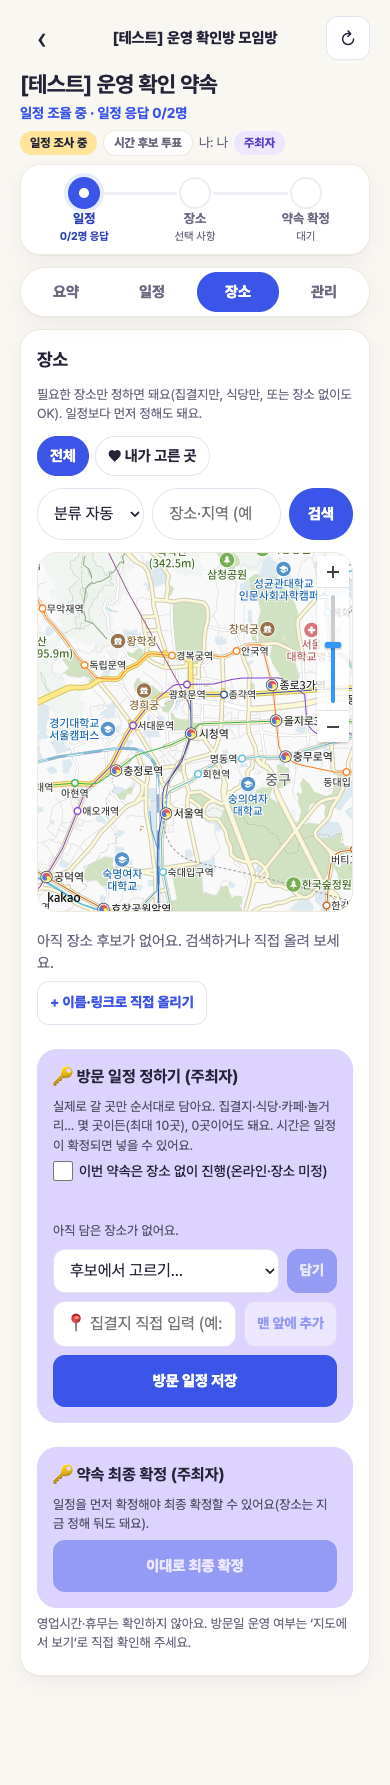 [테스트] 운영 확인방 모임방
[테스트] 운영 확인 약속
일정 조율 중 · 일정 응답 0/2명
일정 조사 중
시간 후보 투표
나: 나
주최자
일정
장소
약속 확정
0/2명 응답
선택 사항
대기
요약
일정
장소
관리
장소
필요한 장소만 정하면 돼요(집결지만, 식당만, 또는 장소 없이도
OK). 일정보다 먼저 정해도 돼요.
전체
♥ 내가 고른 곳
분류 자동
장소·지역 (예
검색
(342.5m)
삼청공원
성균관대학교
인문사회과학캠퍼스
무악재역
황학정
창덕궁
95.9m)
독립문역
경복궁역
안국역
경희궁
광화문역
종각역
종로3가
경기대학교
서울캠퍼스
서대문역
시청역
을지로3
명동역
충무로역
충정로역
회현역
중구
동대입
아현역
숭의여자
대학교
애오개역
서울역
숙명여자
대학교
숙대입구역
버티고
공덕역
한국숲정원
kakao
효창공원앞역
아직 장소 후보가 없어요. 검색하거나 직접 올려 보세
요.
+ 이름·링크로 직접 올리기
🔑 방문 일정 정하기 (주최자)
실제로 갈 곳만 순서대로 담아요. 집결지·식당·카페·놀거
리… 몇 곳이든(최대 10곳), 0곳이어도 돼요. 시간은 일정
이 확정되면 넣을 수 있어요.
이번 약속은 장소 없이 진행(온라인·장소 미정)
아직 담은 장소가 없어요.
후보에서 고르기…
담기
📍 집결지 직접 입력 (예:
맨 앞에 추가
방문 일정 저장
🔑 약속 최종 확정 (주최자)
일정을 먼저 확정해야 최종 확정할 수 있어요(장소는 지
금 정해 둬도 돼요).
이대로 최종 확정
영업시간·휴무는 확인하지 않아요. 방문일 운영 여부는 ‘지도에
서 보기’로 직접 확인해 주세요.